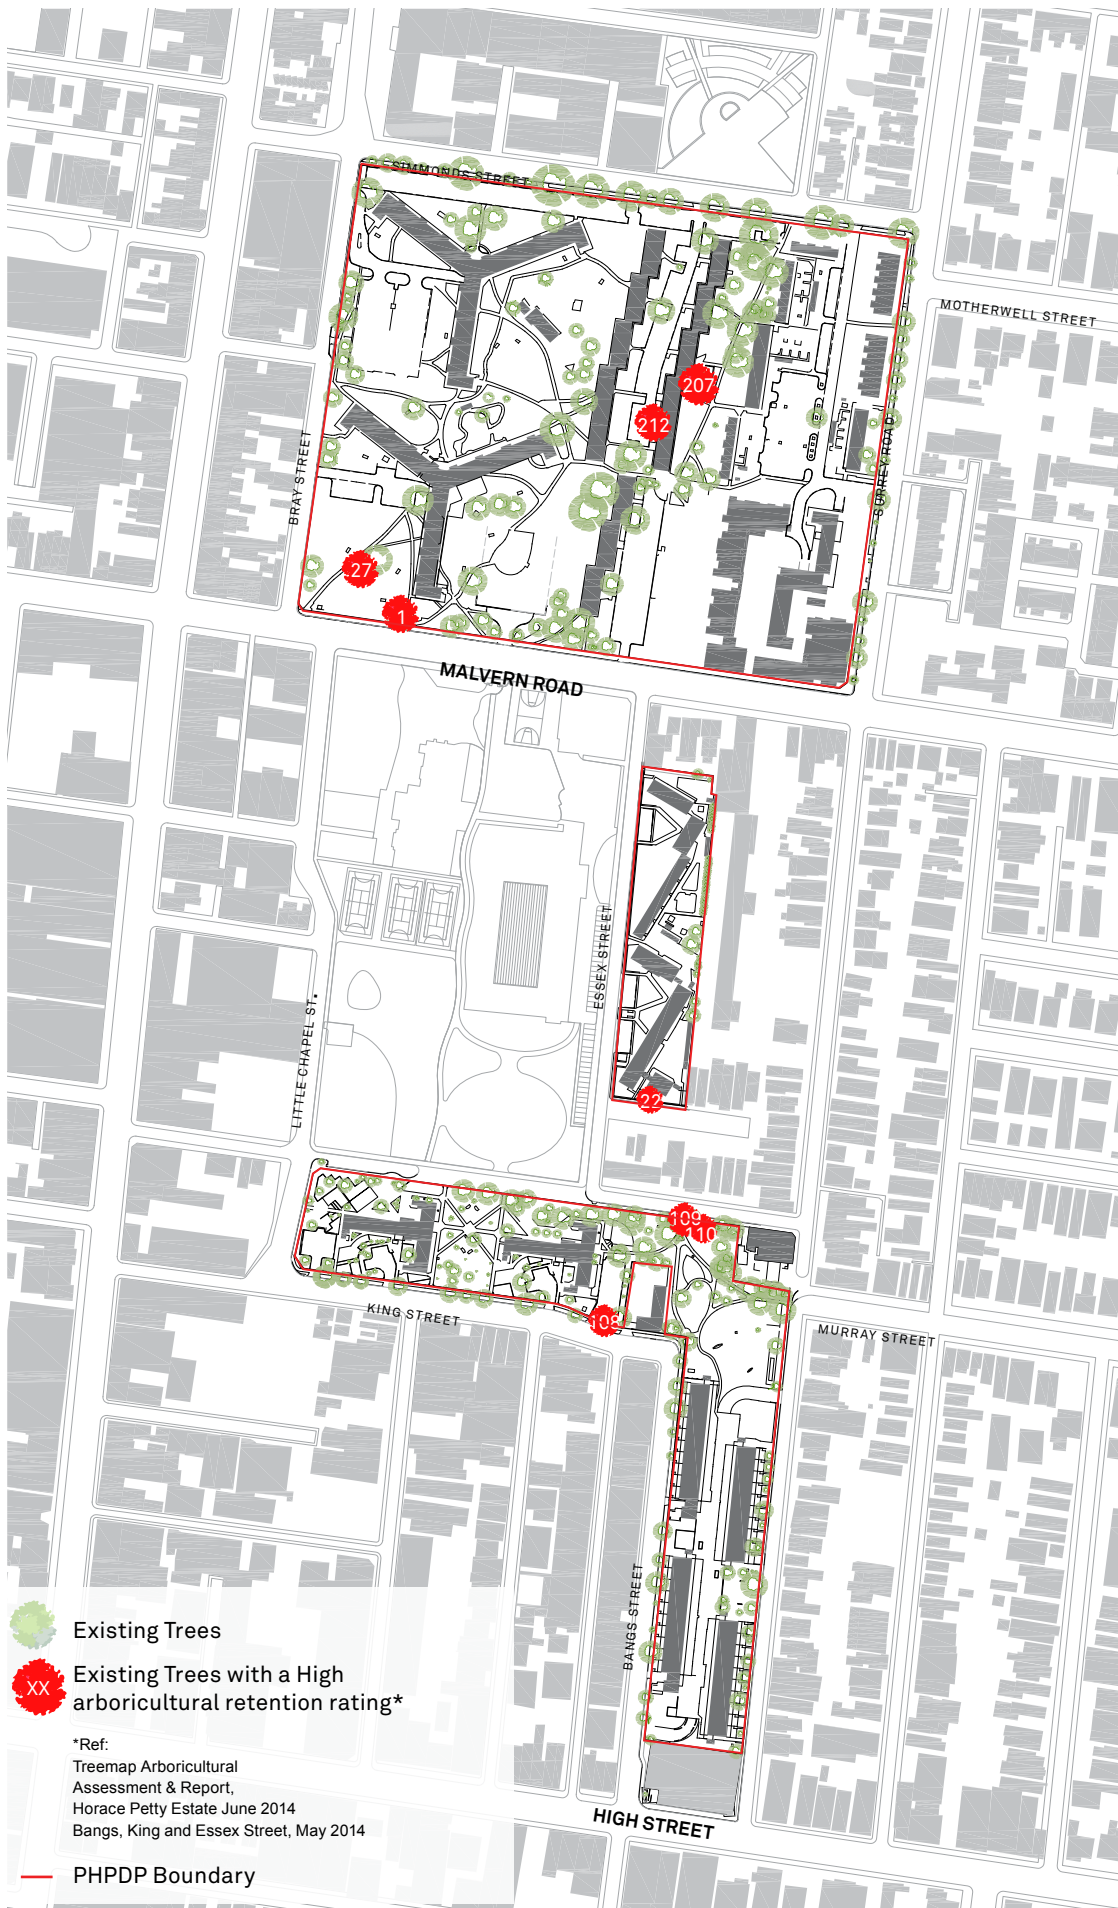 SIMMONDS STREET
MOTHERWELL STREET
207
212
SURREY ROAD
BRAY STREET
27
1
MALVERN ROAD
ESSEX STREET
LITTLE CHAPEL ST.
22
109
110
108
KING STREET
MURRAY STREET
BANGS STREET
Existing Trees
XX
Existing Trees with a High
arboricultural retention rating*
*Ref:
Treemap Arboricultural
Assessment & Report,
Horace Petty Estate June 2014
Bangs, King and Essex Street, May 2014
HIGH STREET
PHPDP Boundary